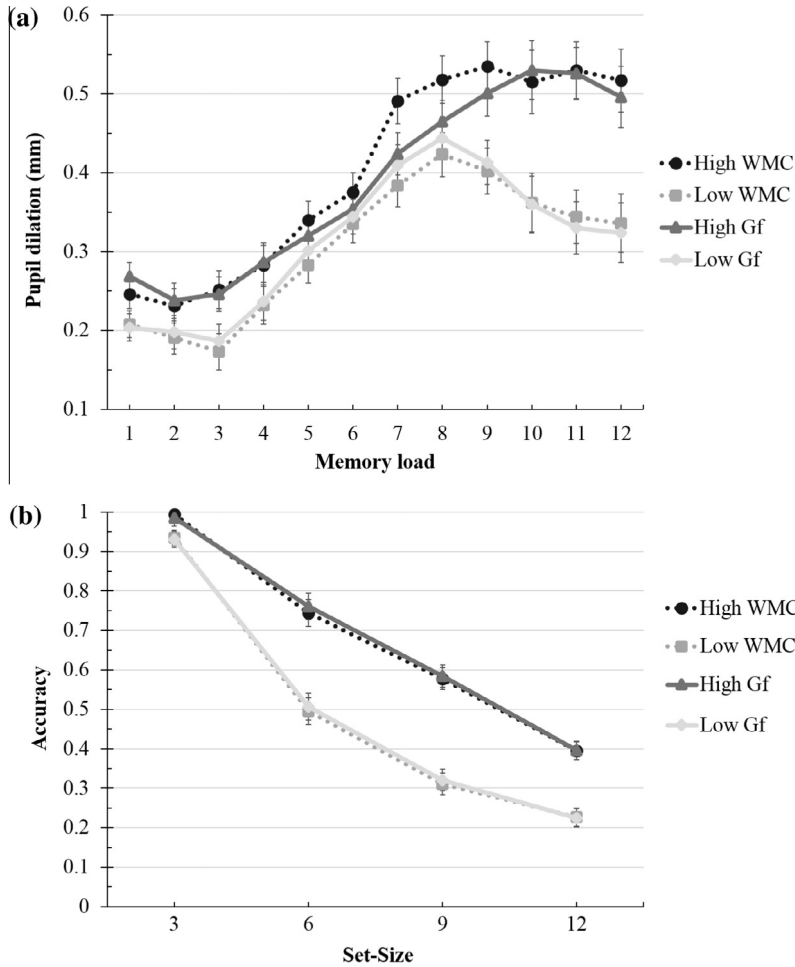 (a)
0.6
0.5
0.4
0.3
0.2
0.1
Pupil dilation (mm)
1 2 3 4 5 6 7 8 9 10 11 12
Memory load
High WMC
Low WMC
High Gf
Low Gf
(b)
1
0.9
0.8
0.7
0.6
0.5
0.4
0.3
0.2
0.1
0
Accuracy
3 6 9 12
Set-Size
High WMC
Low WMC
High Gf
Low Gf